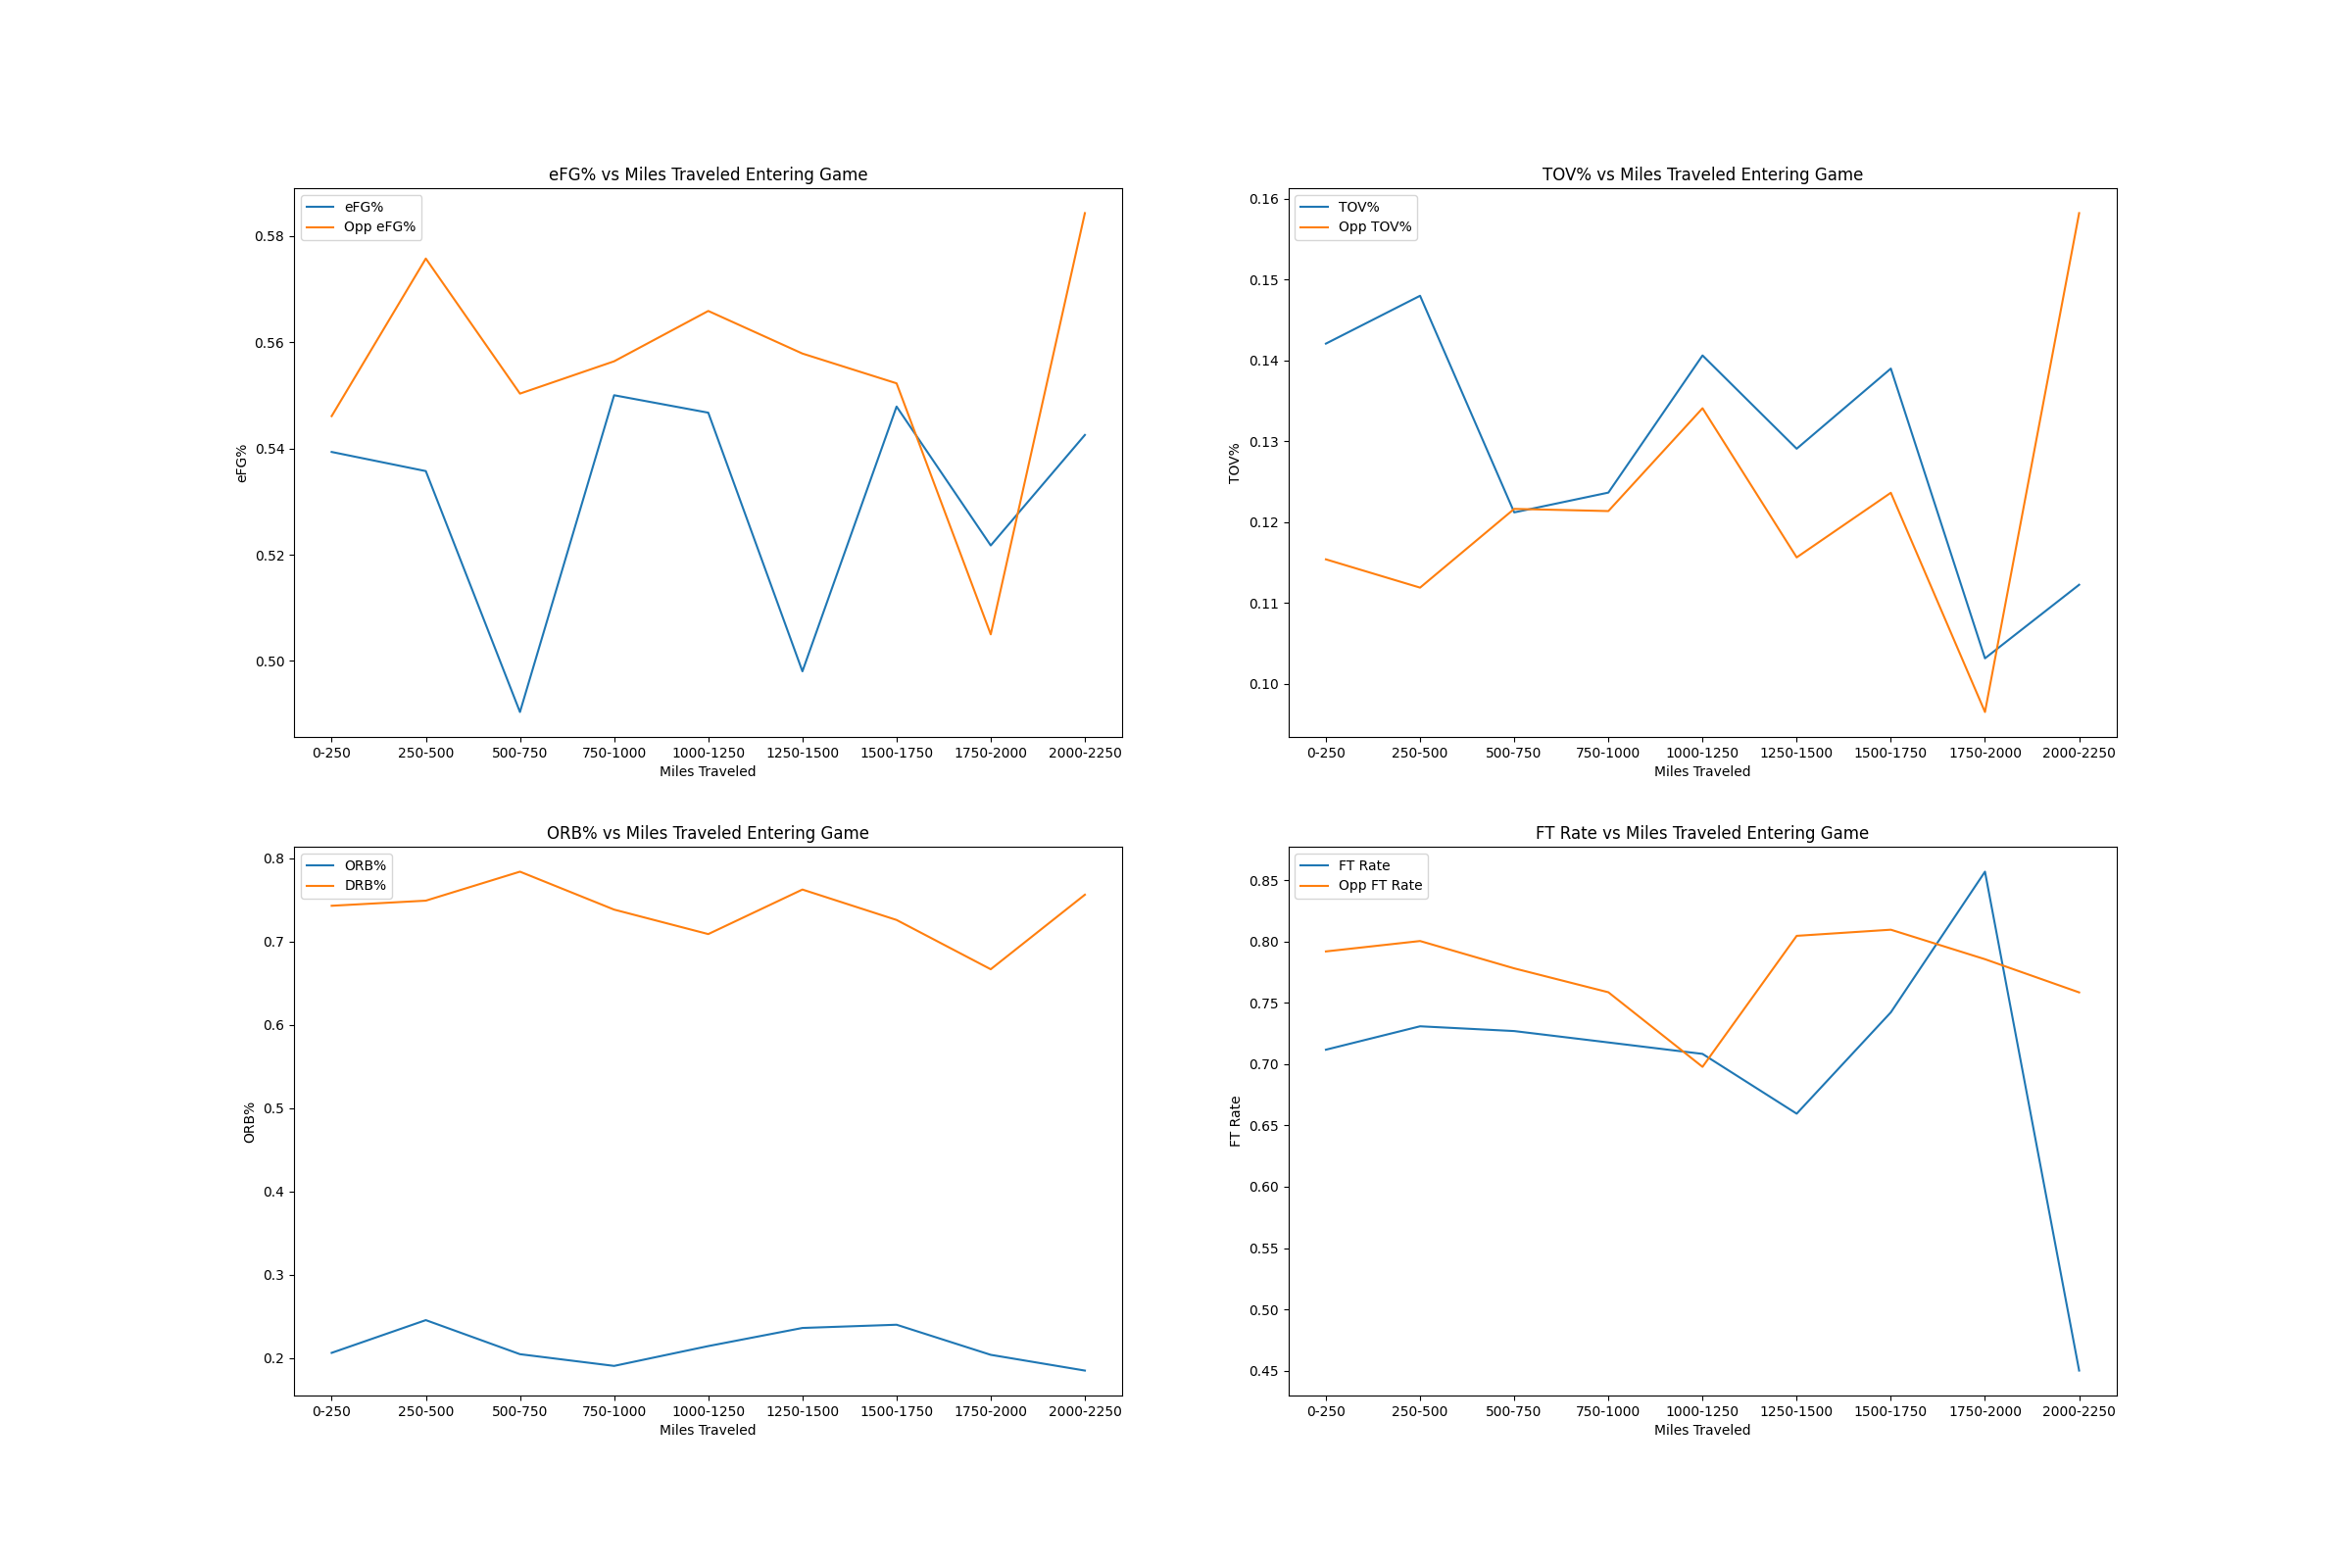 eFG% vs Miles Traveled Entering Game
eFG%
Opp eFG%
0.58
0.56
0.54
0.52
0.50
eFG%
0-250 250-500 500-750 750-1000 1000-1250 1250-1500 1500-1750 1750-2000 2000-2250
Miles Traveled
TOV% vs Miles Traveled Entering Game
TOV%
Opp TOV%
0.16
0.15
0.14
0.13
0.12
0.11
0.10
TOV%
0-250 250-500 500-750 750-1000 1000-1250 1250-1500 1500-1750 1750-2000 2000-2250
Miles Traveled
ORB% vs Miles Traveled Entering Game
ORB%
DRB%
0.8
0.7
0.6
0.5
0.4
0.3
0.2
ORB%
0-250 250-500 500-750 750-1000 1000-1250 1250-1500 1500-1750 1750-2000 2000-2250
Miles Traveled
FT Rate vs Miles Traveled Entering Game
FT Rate
Opp FT Rate
0.85
0.80
0.75
0.70
0.65
0.60
0.55
0.50
0.45
FT Rate
0-250 250-500 500-750 750-1000 1000-1250 1250-1500 1500-1750 1750-2000 2000-2250
Miles Traveled